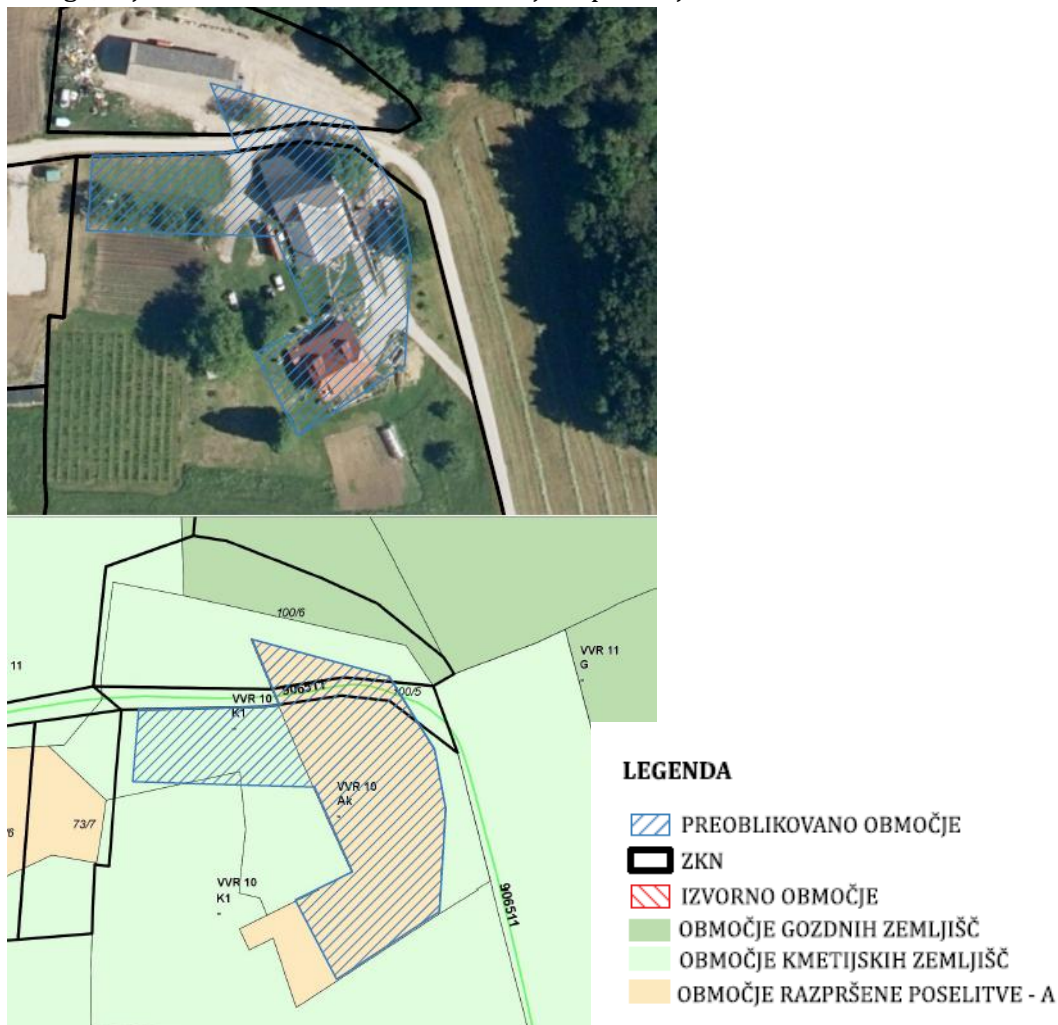 100/6
11
VVR 11
G
-
906511
100/5
VVR 10
K1
-
VVR 10
Ak
-
73/7
VVR 10
K1
-
906511
LEGENDA
PREOBLIKOVANO OBMOČJE
ZKN
IZVORNO OBMOČJE
OBMOČJE GOZDNIH ZEMLJIŠČ
OBMOČJE KMETIJSKIH ZEMLJIŠČ
OBMOČJE RAZPRŠENE POSELITVE - A